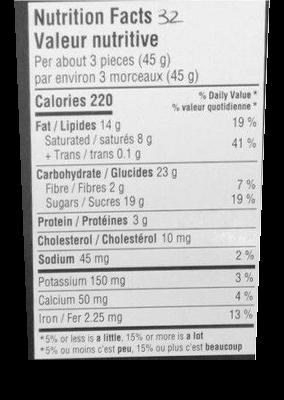 Nutrition Facts 32
Valeur nutritive
Per about 3 pieces (45 g)
par environ 3 morceaux (45 g)
Calories 220
% Daily Value *
% valeur quotidienne *
Fat / Lipides 14 g 19 %
Saturated / saturés 8 g
+ Trans / trans 0.1 g 41 %
Carbohydrate / Glucides 23 g
Fibre / Fibres 2 g 7 %
Sugars / Sucres 19 g 19 %
Protein / Protéines 3 g
Cholesterol / Cholestérol 10 mg
Sodium 45 mg 2 %
Potassium 150 mg 3 %
Calcium 50 mg 4 %
Iron / Fer 2.25 mg 13 %
*5% or less is a little, 15% or more is a lot
*5% ou moins c'est peu, 15% ou plus c'est beaucoup